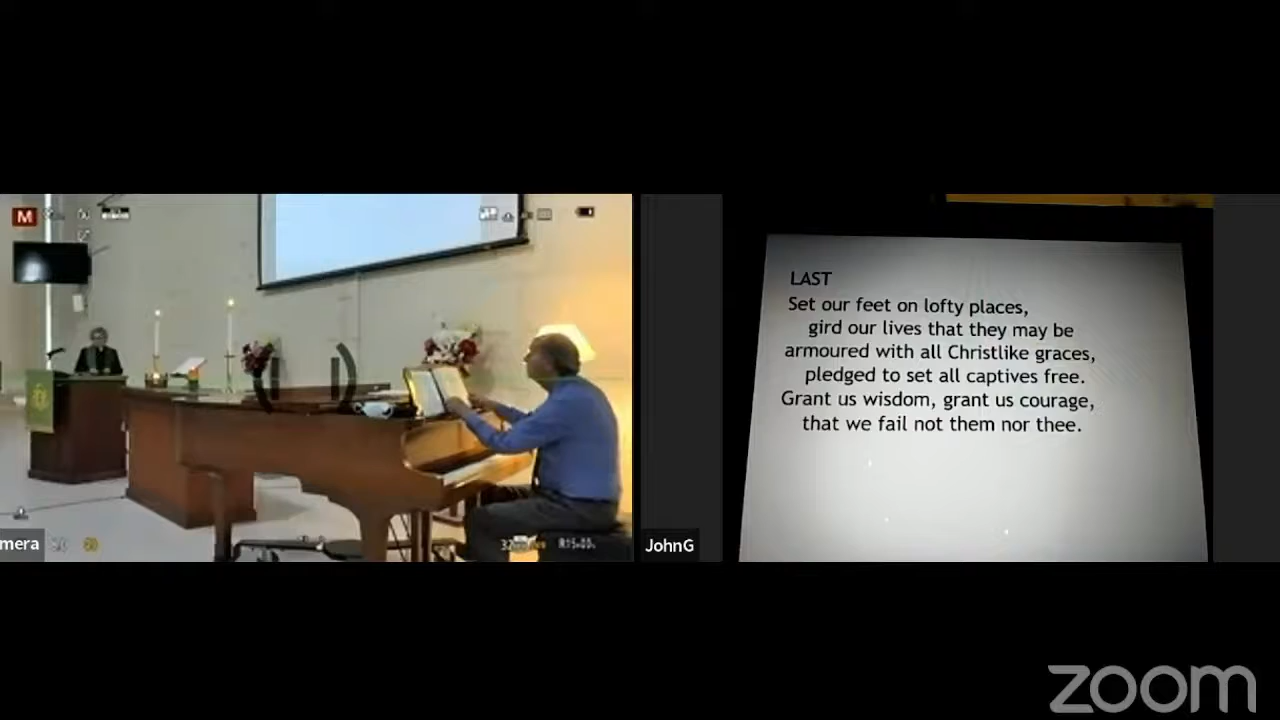 M
mera
LAST
Set our feet on lofty places,
gird our lives that they may be
armoured with all Christlike graces,
pledged to set all captives free.
Grant us wisdom, grant us courage,
that we fail not them nor thee.
JohnG
zoom